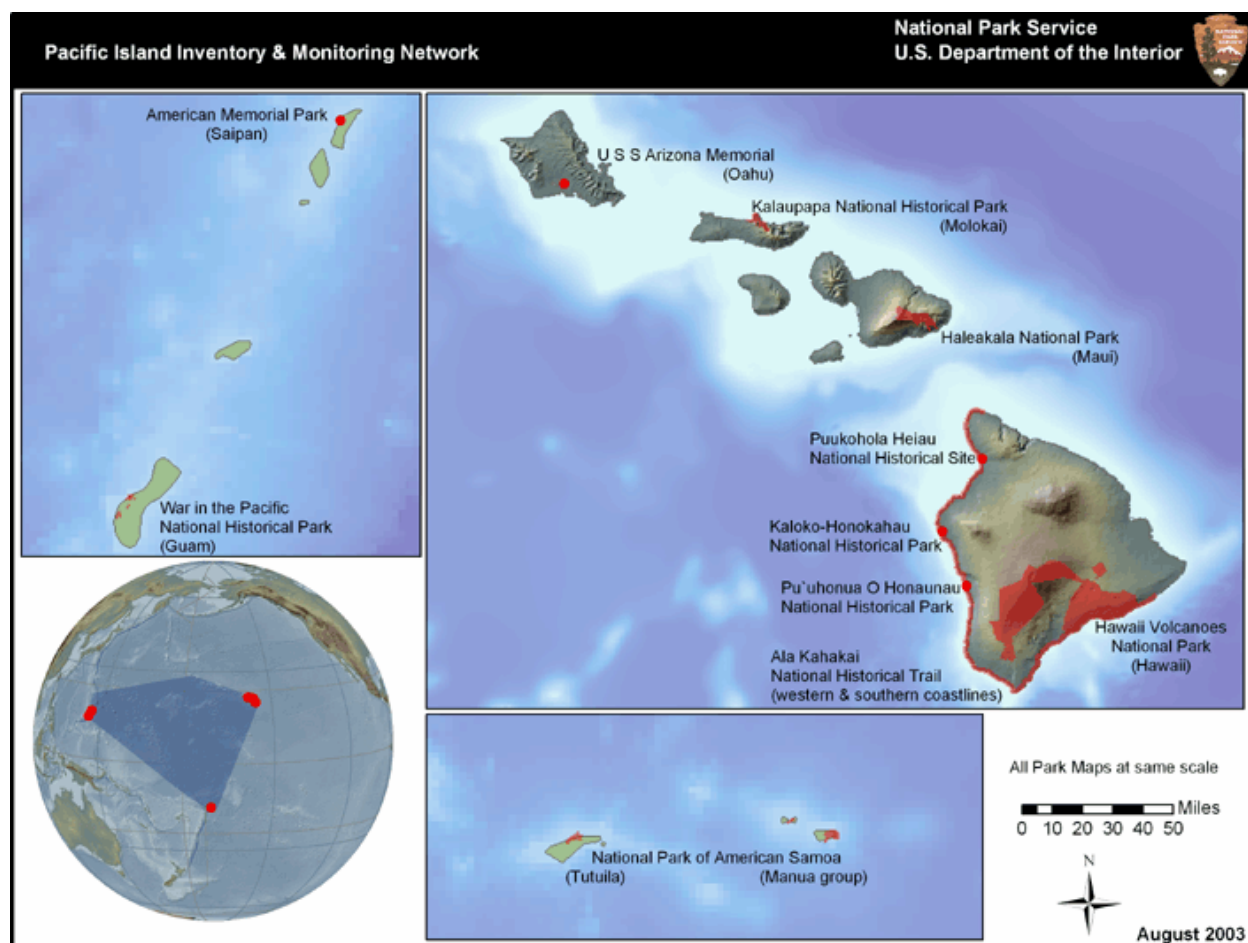 Pacific Island Inventory & Monitoring Network
National Park Service
U.S. Department of the Interior
NATIONAL
PARK
SERVICE
American Memorial Park
(Saipan)
War in the Pacific
National Historical Park
(Guam)
U S S Arizona Memorial
(Oahu)
Kalaupapa National Historical Park
(Molokai)
Haleakala National Park
(Maui)
Puukohola Heiau
National Historical Site
Kaloko-Honokahau
National Historical Park
Pu`uhonua O Honaunau
National Historical Park
Ala Kahakai
National Historical Trail
(western & southern coastlines)
Hawaii Volcanoes
National Park
(Hawaii)
National Park of American Samoa
(Tutuila) (Manua group)
All Park Maps at same scale
Miles
0 10 20 30 40 50
N
August 2003